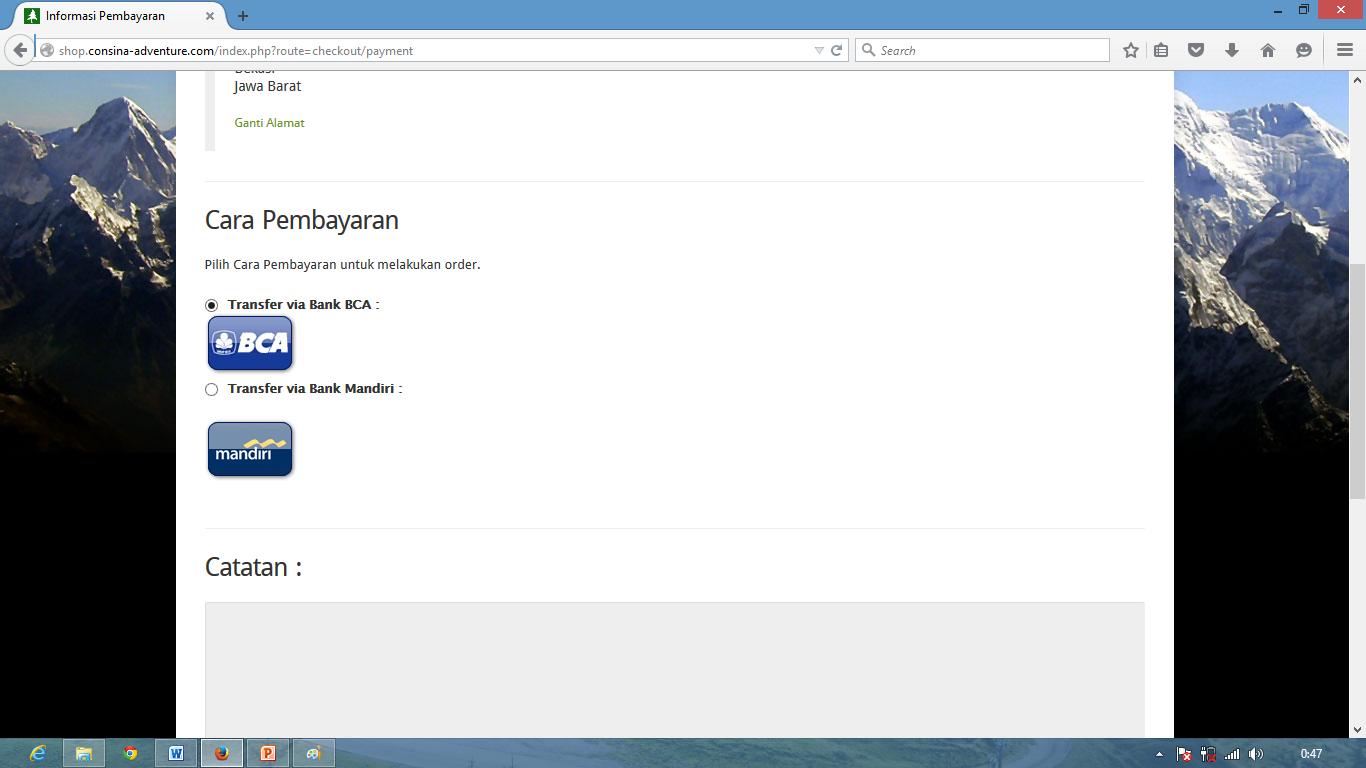 Informasi Pembayaran
shop.consina-adventure.com/index.php?route=checkout/payment
Search
Bekasi
Jawa Barat
Ganti Alamat
Cara Pembayaran
Pilih Cara Pembayaran untuk melakukan order.
Transfer via Bank BCA :
BCA
Transfer via Bank Mandiri :
mandiri
Catatan :
0:47